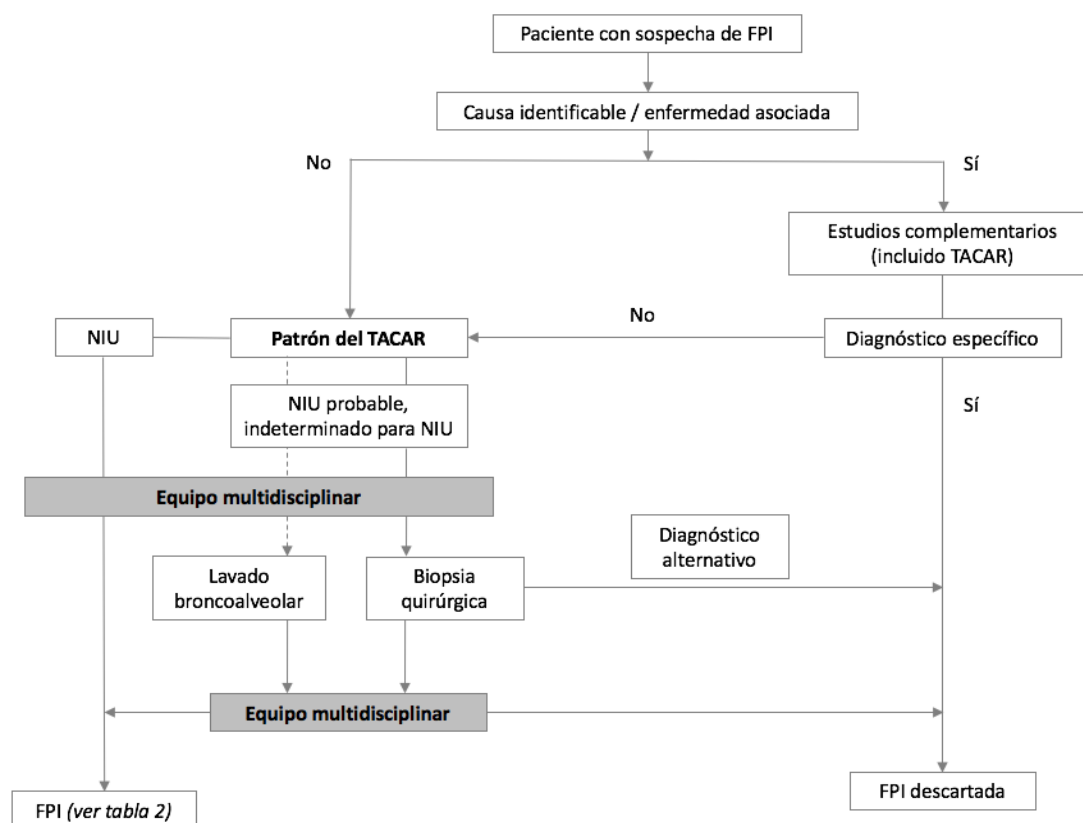 Paciente con sospecha de FPI
Causa identificable / enfermedad asociada
No
Sí
Estudios complementarios
(incluido TACAR)
No
NIU
Patrón del TACAR
Diagnóstico específico
Sí
NIU probable,
indeterminado para NIU
Equipo multidisciplinar
Diagnóstico
alternativo
Lavado
broncoalveolar
Biopsia
quirúrgica
Equipo multidisciplinar
FPI descartada
FPI (ver tabla 2)